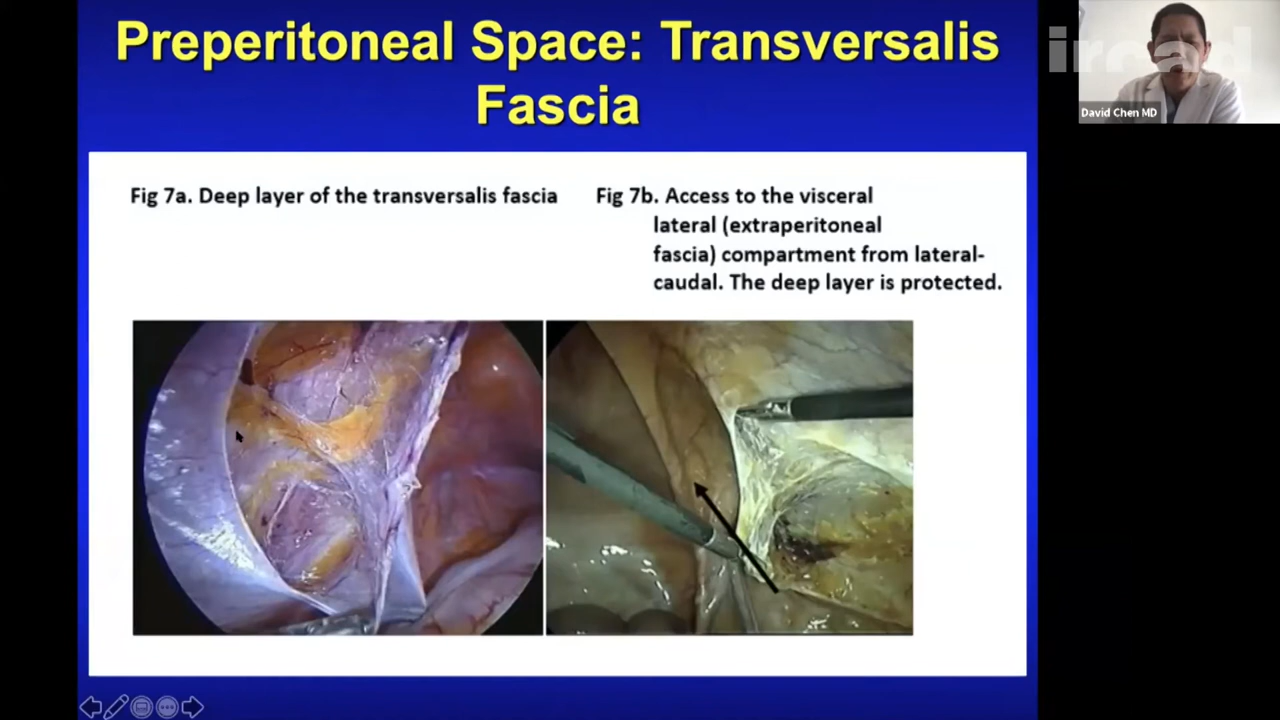 Preperitoneal Space: Transversalis
Fascia
Fig 7a. Deep layer of the transversalis fascia
Fig 7b. Access to the visceral
lateral (extraperitoneal
fascia) compartment from lateral-
caudal. The deep layer is protected.
ircad
David Chen MD